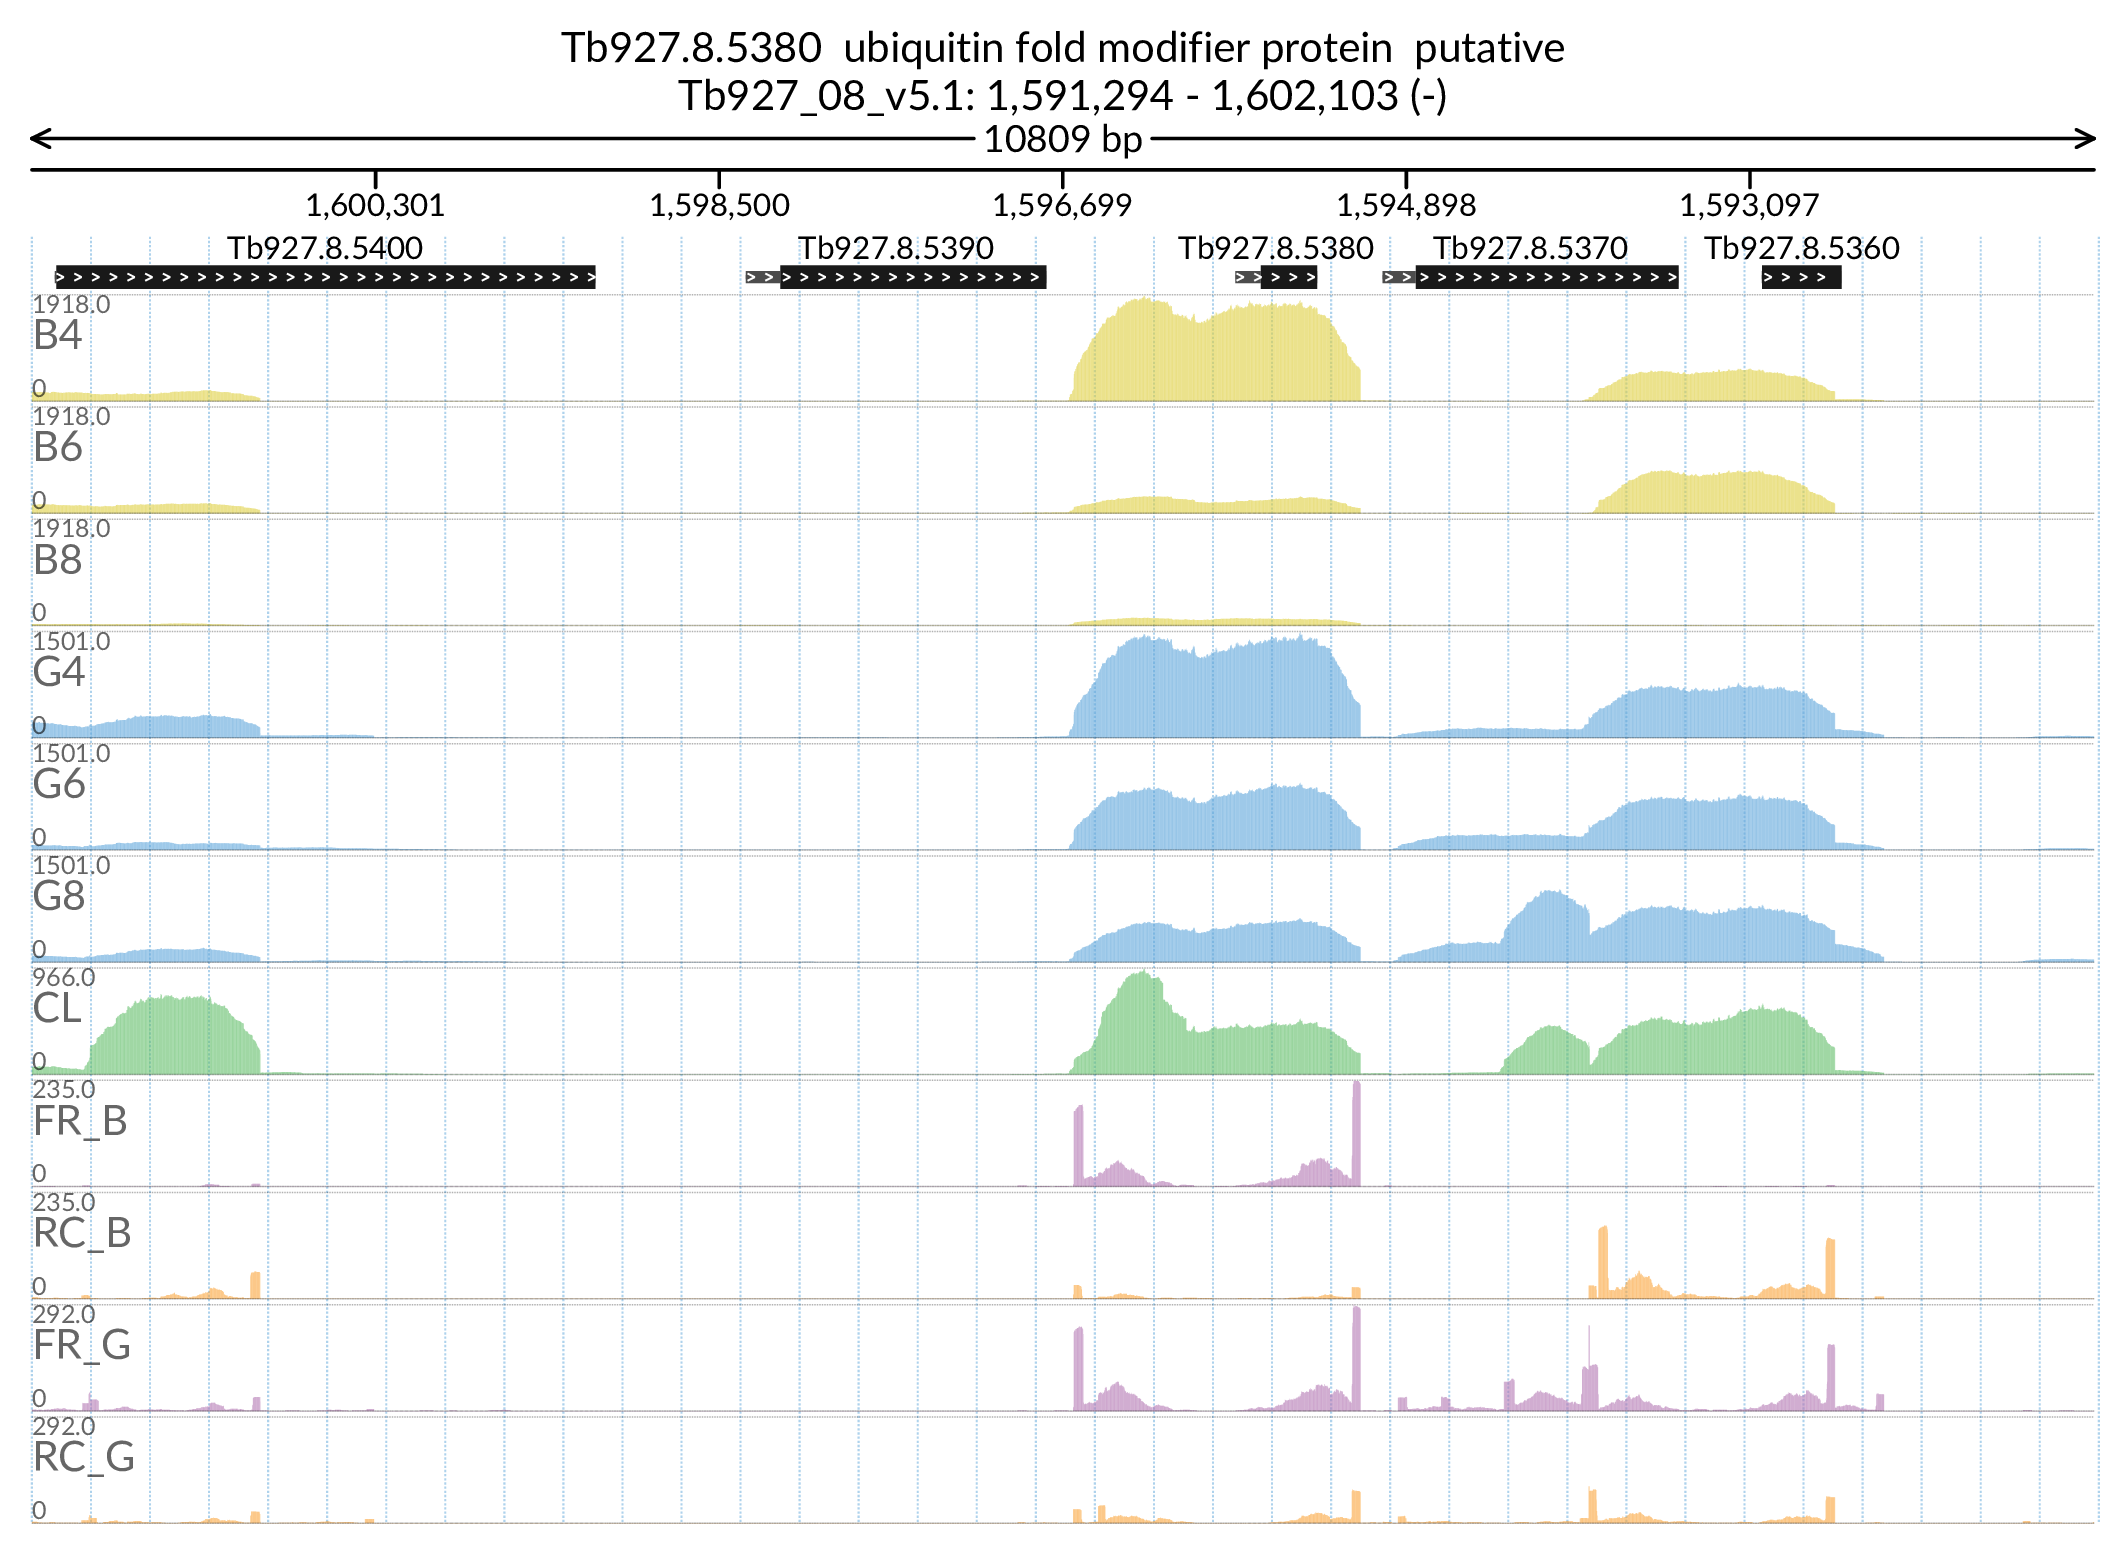 Tb927.8.5380 ubiquitin fold modifier protein putative
Tb927_08_v5.1: 1,591,294 - 1,602,103 (-)
10809 bp
1,600,301 1,598,500 1,596,699 1,594,898 1,593,097
Tb927.8.5400 Tb927.8.5390 Tb927.8.5380 Tb927.8.5370 Tb927.8.5360
1918.0
B4
0
1918.0
B6
0
1918.0
B8
0
1501.0
G4
0
1501.0
G6
0
1501.0
G8
0
966.0
CL
0
235.0
FR_B
0
235.0
RC_B
0
292.0
FR_G
0
292.0
RC_G
0